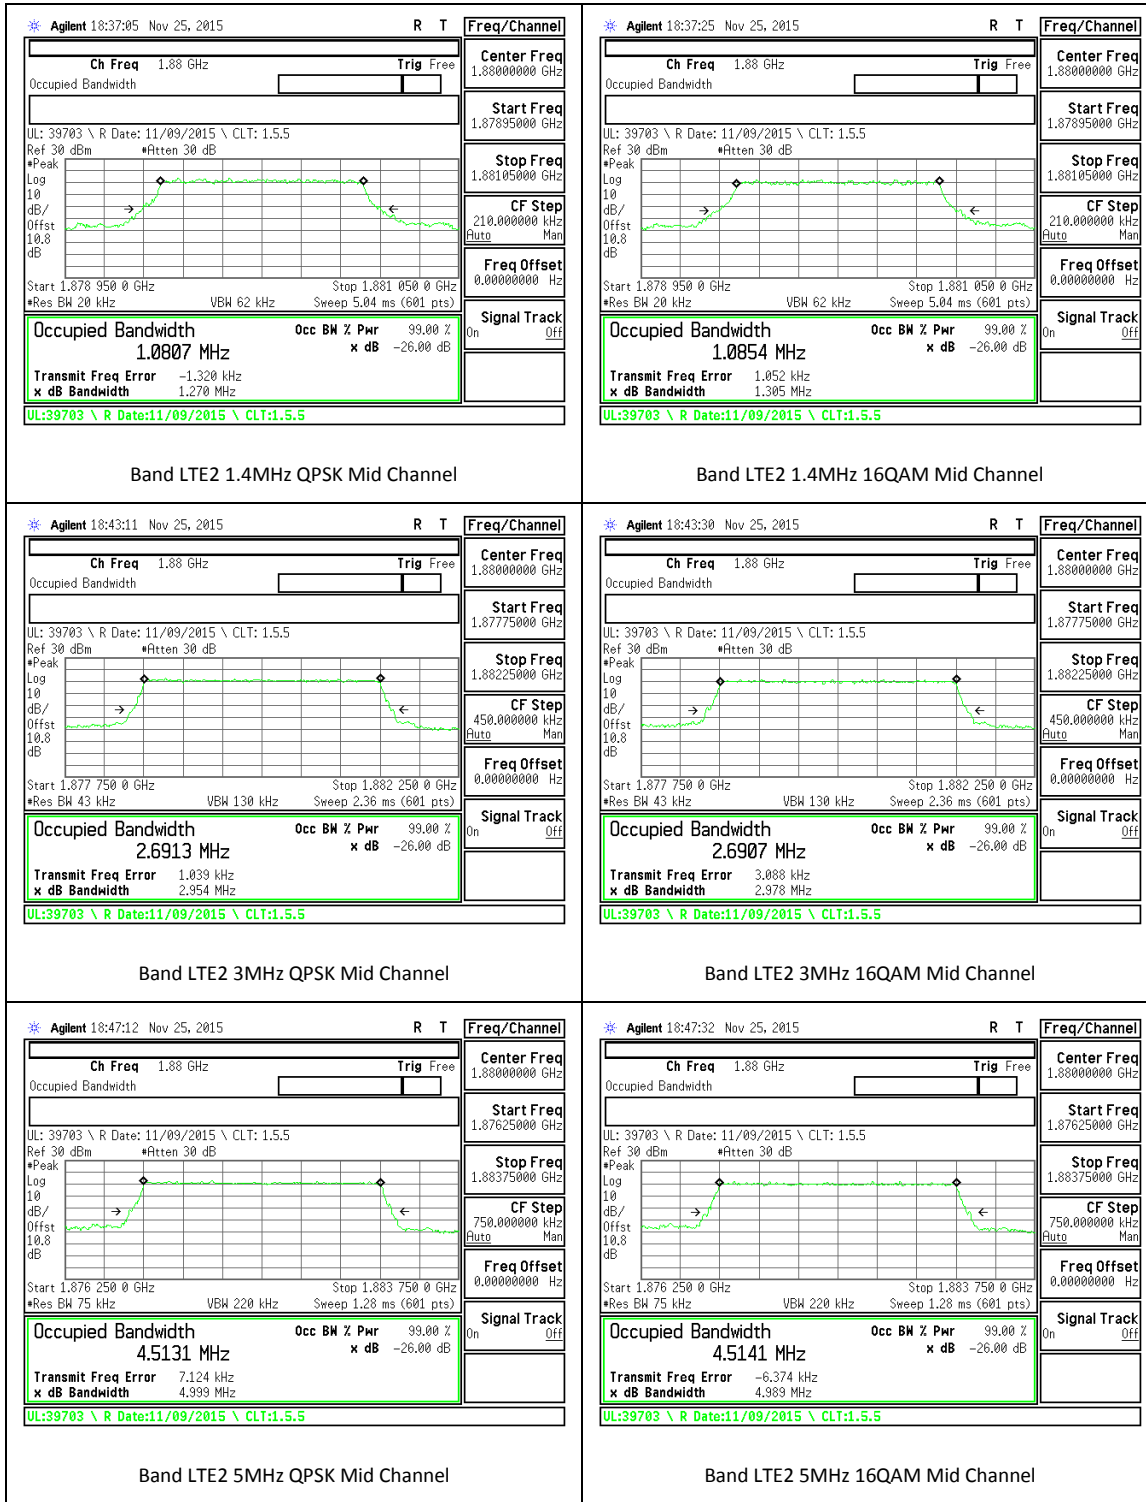 Agilent 18:37:05 Nov 25, 2015 R T Freq/Channel
Ch Freq 1.88 GHz Trig Free
Occupied Bandwidth
Center Freq
1.88000000 GHz
Start Freq
1.87895000 GHz
Stop Freq
1.88105000 GHz
CF Step
210.000000 kHz
Auto Man
Freq Offset
0.00000000 Hz
Signal Track
On Off
UL: 39703 \ R Date: 11/09/2015 \ CLT: 1.5.5
Ref 30 dBm #Atten 30 dB
#Peak
Log
10
dB/
Offst
10.8
dB
Start 1.878 950 0 GHz Stop 1.881 050 0 GHz
#Res BW 20 kHz VBW 62 kHz Sweep 5.04 ms (601 pts)
Occupied Bandwidth Occ BW % Pwr 99.00 %
1.0807 MHz x dB -26.00 dB
Transmit Freq Error -1.320 kHz
x dB Bandwidth 1.270 MHz
UL:39703 \ R Date:11/09/2015 \ CLT:1.5.5
Band LTE2 1.4MHz QPSK Mid Channel
Agilent 18:37:25 Nov 25, 2015 R T Freq/Channel
Ch Freq 1.88 GHz Trig Free
Occupied Bandwidth
Center Freq
1.88000000 GHz
Start Freq
1.87895000 GHz
Stop Freq
1.88105000 GHz
CF Step
210.000000 kHz
Auto Man
Freq Offset
0.00000000 Hz
Signal Track
On Off
UL: 39703 \ R Date: 11/09/2015 \ CLT: 1.5.5
Ref 30 dBm #Atten 30 dB
#Peak
Log
10
dB/
Offst
10.8
dB
Start 1.878 950 0 GHz Stop 1.881 050 0 GHz
#Res BW 20 kHz VBW 62 kHz Sweep 5.04 ms (601 pts)
Occupied Bandwidth Occ BW % Pwr 99.00 %
1.0854 MHz x dB -26.00 dB
Transmit Freq Error 1.052 kHz
x dB Bandwidth 1.305 MHz
UL:39703 \ R Date:11/09/2015 \ CLT:1.5.5
Band LTE2 1.4MHz 16QAM Mid Channel
Agilent 18:43:11 Nov 25, 2015 R T Freq/Channel
Ch Freq 1.88 GHz Trig Free
Occupied Bandwidth
Center Freq
1.88000000 GHz
Start Freq
1.87775000 GHz
Stop Freq
1.88225000 GHz
CF Step
450.000000 kHz
Auto Man
Freq Offset
0.00000000 Hz
Signal Track
On Off
UL: 39703 \ R Date: 11/09/2015 \ CLT: 1.5.5
Ref 30 dBm #Atten 30 dB
#Peak
Log
10
dB/
Offst
10.8
dB
Start 1.877 750 0 GHz Stop 1.882 250 0 GHz
#Res BW 43 kHz VBW 130 kHz Sweep 2.36 ms (601 pts)
Occupied Bandwidth Occ BW % Pwr 99.00 %
2.6913 MHz x dB -26.00 dB
Transmit Freq Error 1.039 kHz
x dB Bandwidth 2.954 MHz
UL:39703 \ R Date:11/09/2015 \ CLT:1.5.5
Band LTE2 3MHz QPSK Mid Channel
Agilent 18:43:30 Nov 25, 2015 R T Freq/Channel
Ch Freq 1.88 GHz Trig Free
Occupied Bandwidth
Center Freq
1.88000000 GHz
Start Freq
1.87775000 GHz
Stop Freq
1.88225000 GHz
CF Step
450.000000 kHz
Auto Man
Freq Offset
0.00000000 Hz
Signal Track
On Off
UL: 39703 \ R Date: 11/09/2015 \ CLT: 1.5.5
Ref 30 dBm #Atten 30 dB
#Peak
Log
10
dB/
Offst
10.8
dB
Start 1.877 750 0 GHz Stop 1.882 250 0 GHz
#Res BW 43 kHz VBW 130 kHz Sweep 2.36 ms (601 pts)
Occupied Bandwidth Occ BW % Pwr 99.00 %
2.6907 MHz x dB -26.00 dB
Transmit Freq Error 3.088 kHz
x dB Bandwidth 2.978 MHz
UL:39703 \ R Date:11/09/2015 \ CLT:1.5.5
Band LTE2 3MHz 16QAM Mid Channel
Agilent 18:47:12 Nov 25, 2015 R T Freq/Channel
Ch Freq 1.88 GHz Trig Free
Occupied Bandwidth
Center Freq
1.88000000 GHz
Start Freq
1.87625000 GHz
Stop Freq
1.88375000 GHz
CF Step
750.000000 kHz
Auto Man
Freq Offset
0.00000000 Hz
Signal Track
On Off
UL: 39703 \ R Date: 11/09/2015 \ CLT: 1.5.5
Ref 30 dBm #Atten 30 dB
#Peak
Log
10
dB/
Offst
10.8
dB
Start 1.876 250 0 GHz Stop 1.883 750 0 GHz
#Res BW 75 kHz VBW 220 kHz Sweep 1.28 ms (601 pts)
Occupied Bandwidth Occ BW % Pwr 99.00 %
4.5131 MHz x dB -26.00 dB
Transmit Freq Error 7.124 kHz
x dB Bandwidth 4.999 MHz
UL:39703 \ R Date:11/09/2015 \ CLT:1.5.5
Band LTE2 5MHz QPSK Mid Channel
Agilent 18:47:32 Nov 25, 2015 R T Freq/Channel
Ch Freq 1.88 GHz Trig Free
Occupied Bandwidth
Center Freq
1.88000000 GHz
Start Freq
1.87625000 GHz
Stop Freq
1.88375000 GHz
CF Step
750.000000 kHz
Auto Man
Freq Offset
0.00000000 Hz
Signal Track
On Off
UL: 39703 \ R Date: 11/09/2015 \ CLT: 1.5.5
Ref 30 dBm #Atten 30 dB
#Peak
Log
10
dB/
Offst
10.8
dB
Start 1.876 250 0 GHz Stop 1.883 750 0 GHz
#Res BW 75 kHz VBW 220 kHz Sweep 1.28 ms (601 pts)
Occupied Bandwidth Occ BW % Pwr 99.00 %
4.5141 MHz x dB -26.00 dB
Transmit Freq Error -6.374 kHz
x dB Bandwidth 4.989 MHz
UL:39703 \ R Date:11/09/2015 \ CLT:1.5.5
Band LTE2 5MHz 16QAM Mid Channel